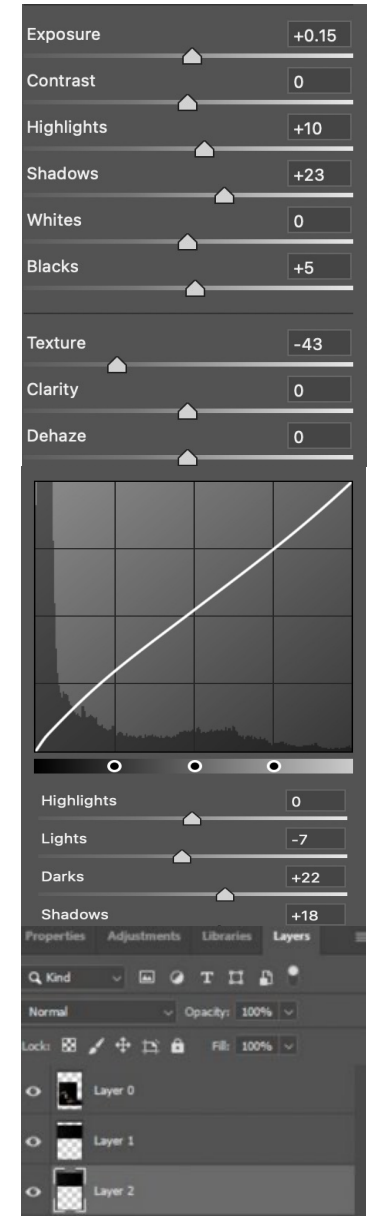 Exposure +0.15
Contrast 0
Highlights +10
Shadows +23
Whites 0
Blacks +5
Texture -43
Clarity 0
Dehaze 0
Highlights 0
Lights -7
Darks +22
Shadows +18
Properties Adjustments Libraries Layers
Kind T
Normal Opacity: 100%
Lock: Fill: 100%
Layer 0
Layer 1
Layer 2